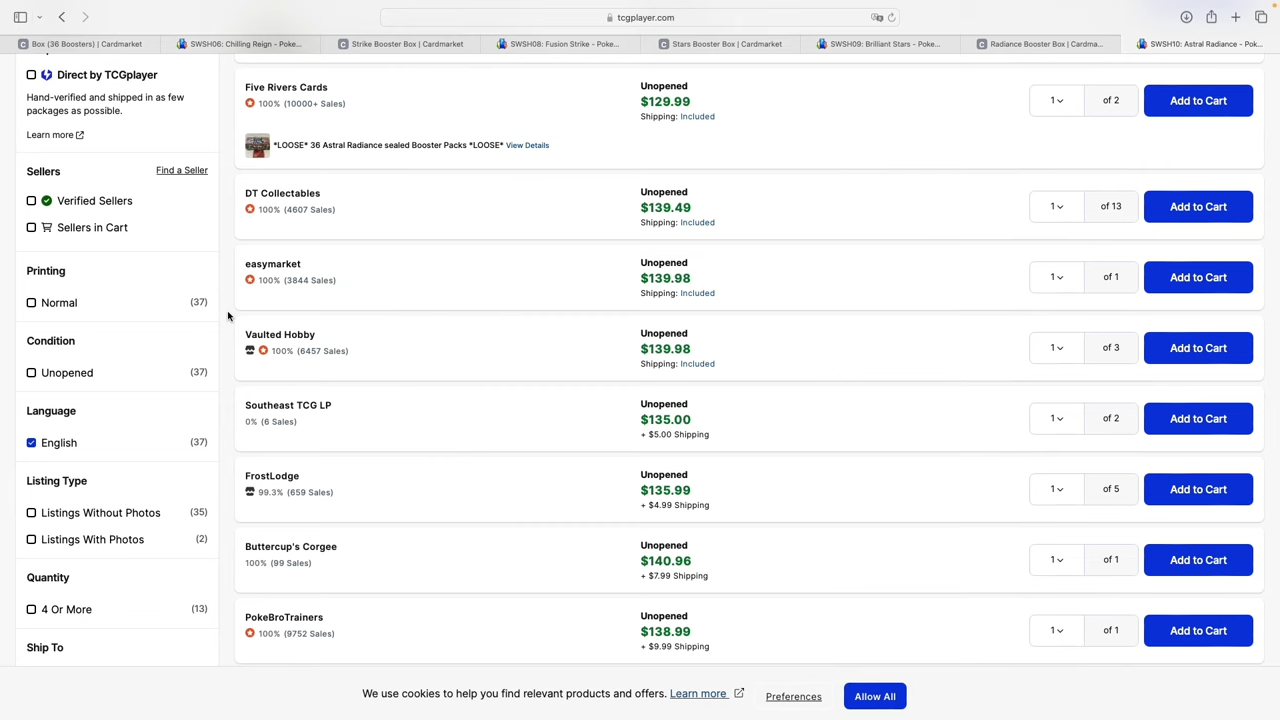 tcgplayer.com
Box (36 Boosters) | Cardmarket
SWSH06: Chilling Reign - Poke...
Strike Booster Box | Cardmarket
SWSH08: Fusion Strike - Poke...
Stars Booster Box | Cardmarket
SWSH09: Brilliant Stars - Poke...
Radiance Booster Box | Cardma...
SWSH10: Astral Radiance - Pok...
Direct by TCGplayer
Hand-verified and shipped in as few
packages as possible.
Learn more
Sellers
Find a Seller
Verified Sellers
Sellers in Cart
Printing
Normal (37)
Condition
Unopened (37)
Language
English (37)
Listing Type
Listings Without Photos (35)
Listings With Photos (2)
Quantity
4 Or More (13)
Ship To
Five Rivers Cards
100% (10000+ Sales)
Unopened
$129.99
Shipping: Included
1 of 2 Add to Cart
*LOOSE* 36 Astral Radiance sealed Booster Packs *LOOSE* View Details
DT Collectables
100% (4607 Sales)
Unopened
$139.49
Shipping: Included
1 of 13 Add to Cart
easymarket
100% (3844 Sales)
Unopened
$139.98
Shipping: Included
1 of 1 Add to Cart
Vaulted Hobby
100% (6457 Sales)
Unopened
$139.98
Shipping: Included
1 of 3 Add to Cart
Southeast TCG LP
0% (6 Sales)
Unopened
$135.00
+ $5.00 Shipping
1 of 2 Add to Cart
FrostLodge
99.3% (659 Sales)
Unopened
$135.99
+ $4.99 Shipping
1 of 5 Add to Cart
Buttercup's Corgee
100% (99 Sales)
Unopened
$140.96
+ $7.99 Shipping
1 of 1 Add to Cart
PokeBroTrainers
100% (9752 Sales)
Unopened
$138.99
+ $9.99 Shipping
1 of 1 Add to Cart
We use cookies to help you find relevant products and offers. Learn more
Preferences
Allow All